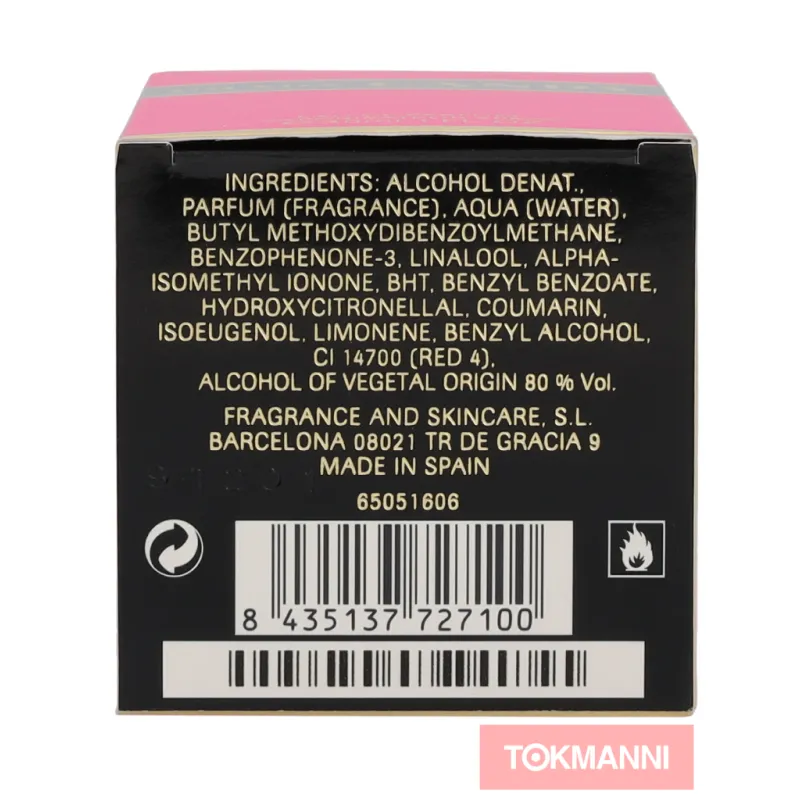 INGREDIENTS: ALCOHOL DENAT.,
PARFUM (FRAGRANCE), AQUA (WATER),
BUTYL METHOXYDIBENZOYLMETHANE,
BENZOPHENONE-3, LINALOOL, ALPHA-
ISOMETHYL IONONE, BHT, BENZYL BENZOATE,
HYDROXYCITRONELLAL, COUMARIN,
ISOEUGENOL, LIMONENE, BENZYL ALCOHOL,
CI 14700 (RED 4).
ALCOHOL OF VEGETAL ORIGIN 80 % Vol.
FRAGRANCE AND SKINCARE, S.L.
BARCELONA 08021 TR DE GRACIA 9
MADE IN SPAIN
65051606
8 435137 727100
TOKMANNI